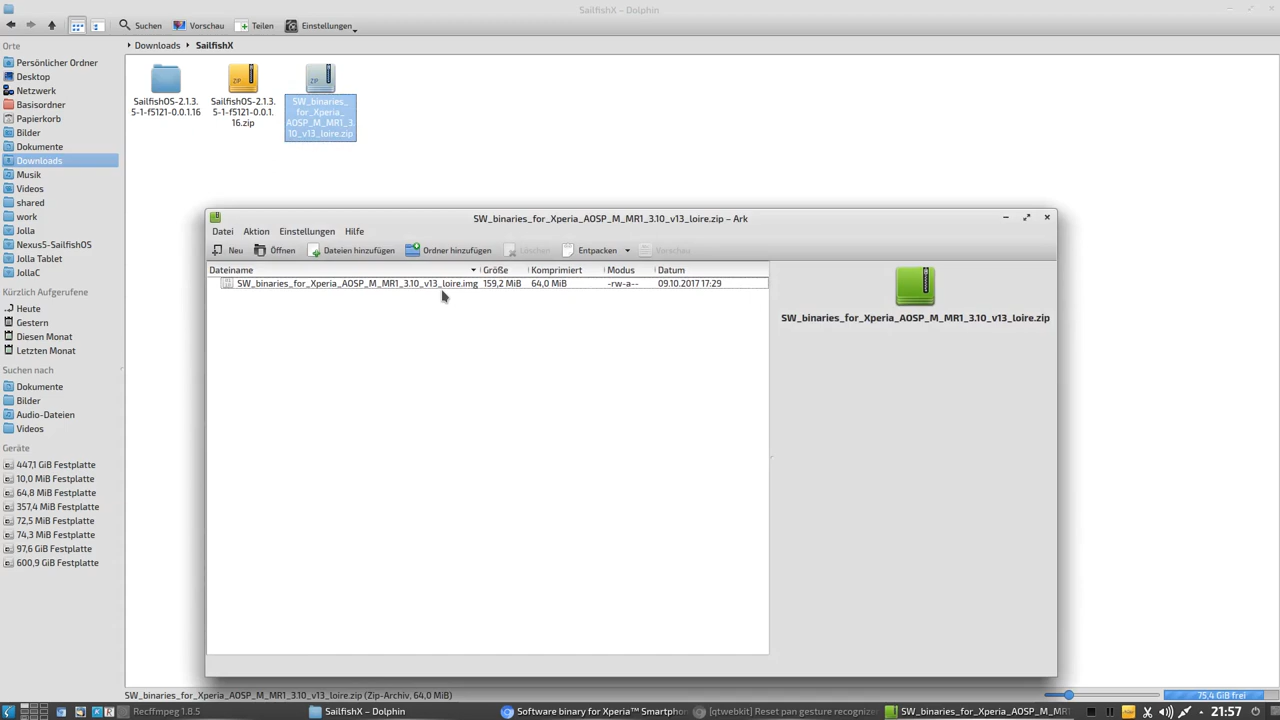 SailfishX – Dolphin
Suchen
Vorschau
Teilen
Einstellungen
Orte
Downloads
SailfishX
Persönlicher Ordner
Desktop
Netzwerk
Basisordner
Papierkorb
Bilder
Dokumente
Downloads
Musik
Videos
shared
work
Jolla
Nexus5-SailfishOS
Jolla Tablet
JollaC
Kürzlich Aufgerufene
Heute
Gestern
Diesen Monat
Letzten Monat
Suchen nach
Dokumente
Bilder
Audio-Dateien
Videos
Geräte
447,1 GiB Festplatte
10,0 MiB Festplatte
64,8 MiB Festplatte
357,4 MiB Festplatte
72,5 MiB Festplatte
74,3 MiB Festplatte
97,6 GiB Festplatte
600,9 GiB Festplatte
SailfishOS-2.1.3.
5-1-f5121-0.0.1.16
ZIP
SailfishOS-2.1.3.
5-1-f5121-0.0.1.
16.zip
ZIP
SW_binaries_
for_Xperia_
AOSP_M_MR1_3.
10_v13_loire.zip
SW_binaries_for_Xperia_AOSP_M_MR1_3.10_v13_loire.zip – Ark
Datei Aktion Einstellungen Hilfe
Neu Öffnen Dateien hinzufügen Ordner hinzufügen Löschen Entpacken Vorschau
Dateiname Größe Komprimiert Modus Datum
SW_binaries_for_Xperia_AOSP_M_MR1_3.10_v13_loire.img 159,2 MiB 64,0 MiB -rw-a-- 09.10.2017 17:29
SW_binaries_for_Xperia_AOSP_M_MR1_3.10_v13_loire.zip
SW_binaries_for_Xperia_AOSP_M_MR1_3.10_v13_loire.zip (Zip-Archiv, 64,0 MiB)
75,4 GiB frei
Recffmpeg 1.8.5
SailfishX – Dolphin
Software binary for Xperia™ Smartpho
[qtwebkit] Reset pan gesture recognize
SW_binaries_for_Xperia_AOSP_M_MR1
21:57